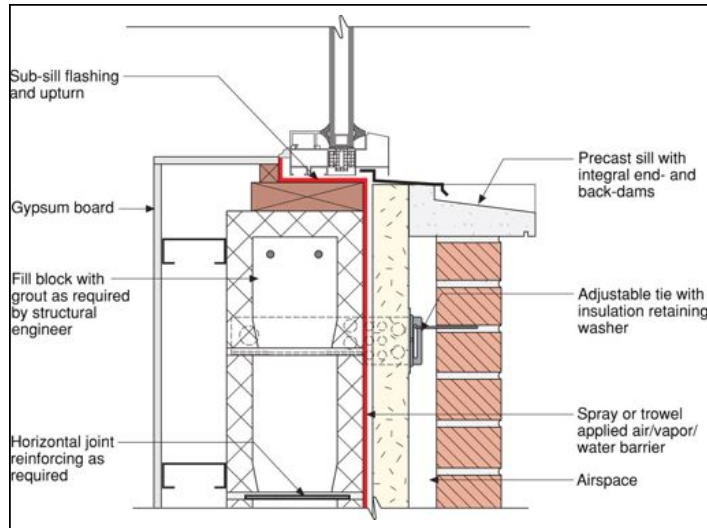 Sub-sill flashing
and upturn
Gypsum board
Fill block with
grout as required
by structural
engineer
Horizontal joint
reinforcing as
required
Precast sill with
integral end- and
back-dams
Adjustable tie with
insulation retaining
washer
Spray or trowel
applied air/vapor/
water barrier
Airspace